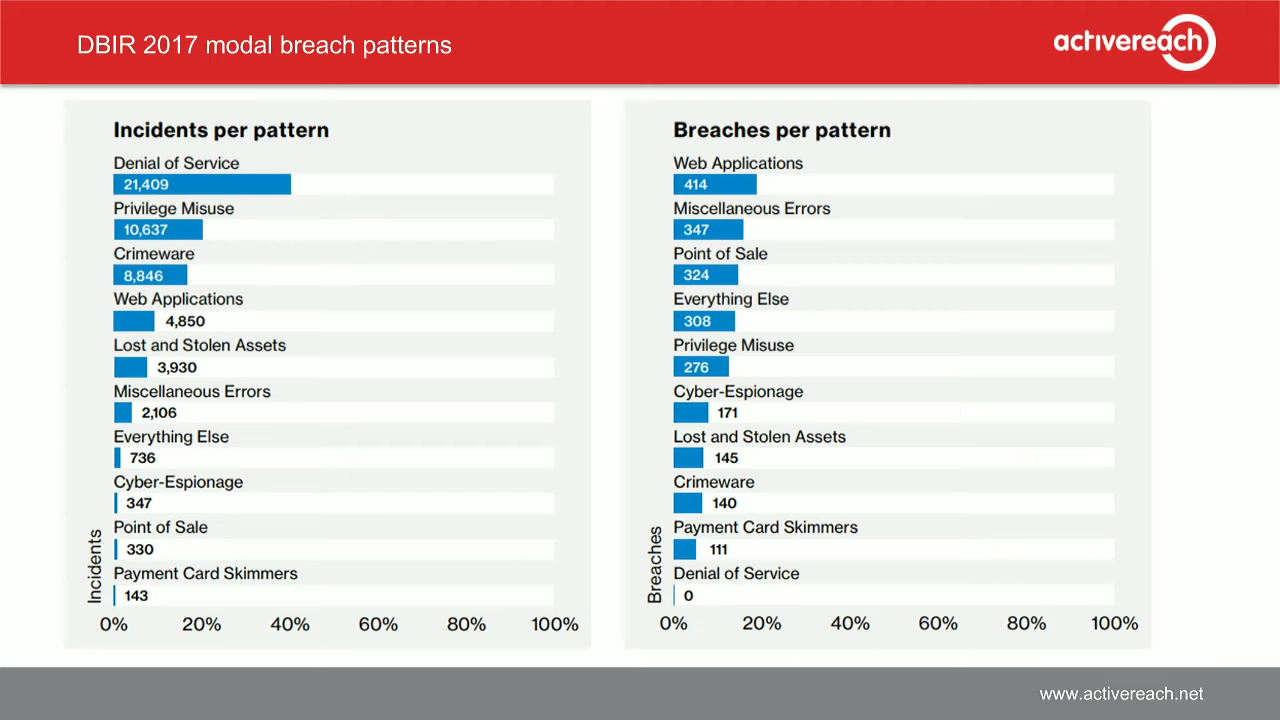 DBIR 2017 modal breach patterns
activereach
Incidents per pattern
Denial of Service
21,409
Privilege Misuse
10,637
Crimeware
8,846
Web Applications
4,850
Lost and Stolen Assets
3,930
Miscellaneous Errors
2,106
Everything Else
736
Cyber-Espionage
347
Point of Sale
330
Payment Card Skimmers
143
Incidents
0% 20% 40% 60% 80% 100%
Breaches per pattern
Web Applications
414
Miscellaneous Errors
347
Point of Sale
324
Everything Else
308
Privilege Misuse
276
Cyber-Espionage
171
Lost and Stolen Assets
145
Crimeware
140
Payment Card Skimmers
111
Denial of Service
0
Breaches
0% 20% 40% 60% 80% 100%
www.activereach.net